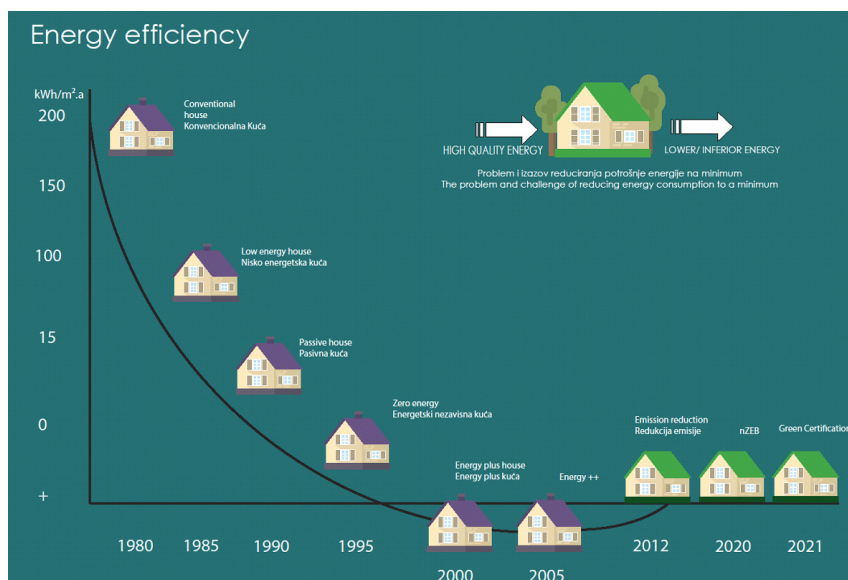 Energy efficiency
kWh/m².a
200
150
100
15
0
+
Conventional
house
Konvencionalna Kuća
Low energy house
Nisko energetska kuća
Passive house
Pasivna kuća
Zero energy
Energetski nezavisna kuća
Energy plus house
Energy plus kuća
Energy ++
Emission reduction
Redukcija emisije
nZEB
Green Certification
HIGH QUALITY ENERGY
LOWER/ INFERIOR ENERGY
Problem i izazov reduciranja potrošnje energije na minimum
The problem and challenge of reducing energy consumption to a minimum
1980
1985
1990
1995
2000
2005
2012
2020
2021